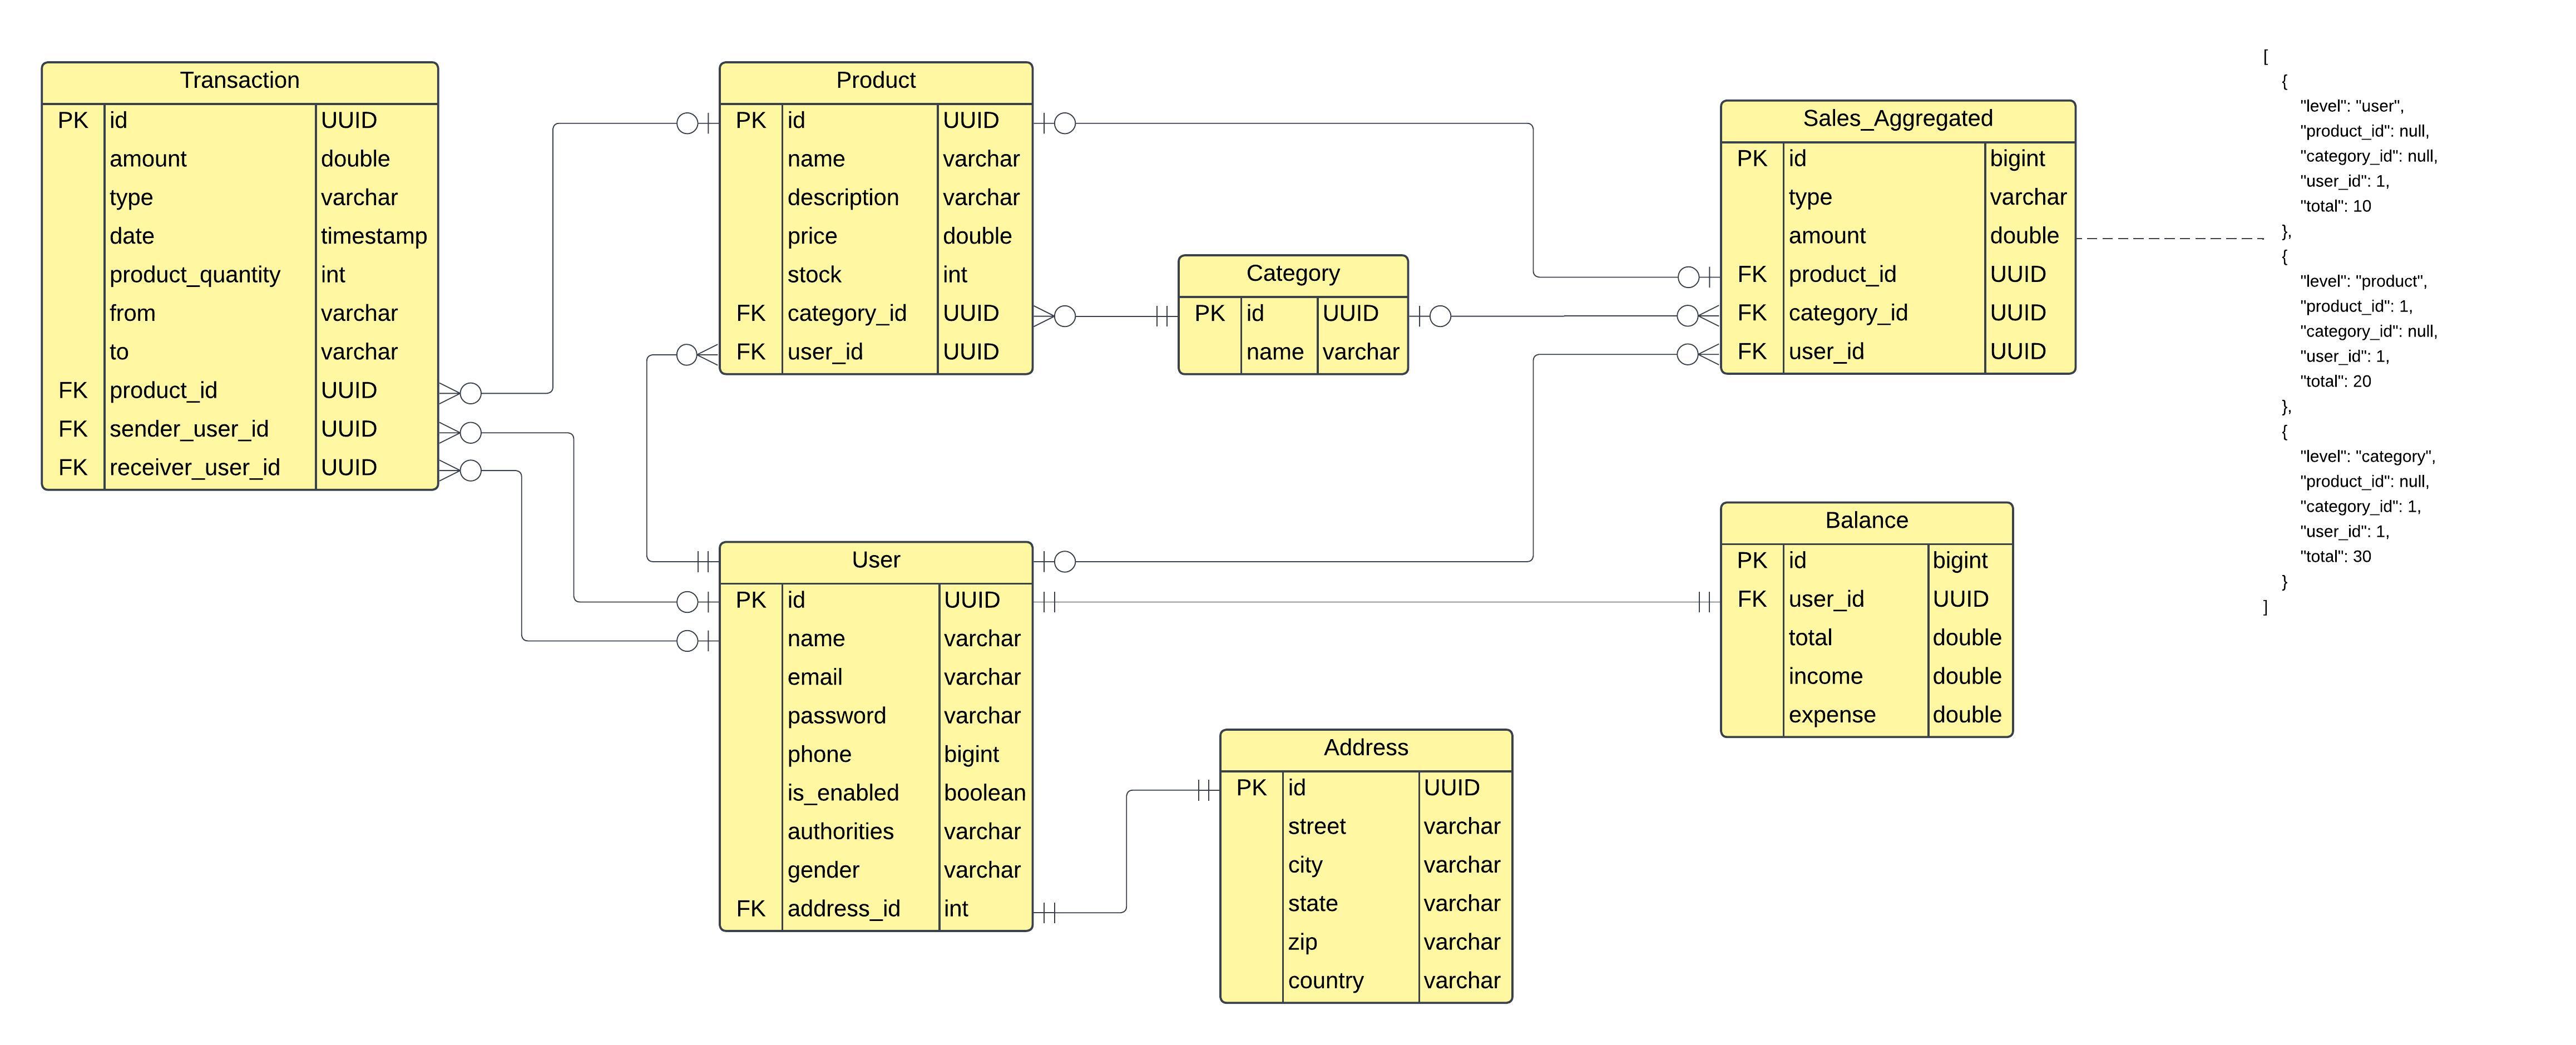 Transaction
PK id UUID
amount double
type varchar
date timestamp
product_quantity int
from varchar
to varchar
FK product_id UUID
FK sender_user_id UUID
FK receiver_user_id UUID
Product
PK id UUID
name varchar
description varchar
price double
stock int
FK category_id UUID
FK user_id UUID
Category
PK id UUID
name varchar
Sales_Aggregated
PK id bigint
type varchar
amount double
FK product_id UUID
FK category_id UUID
FK user_id UUID
[
{
"level": "user",
"product_id": null,
"category_id": null,
"user_id": 1,
"total": 10
},
{
"level": "product",
"product_id": 1,
"category_id": null,
"user_id": 1,
"total": 20
},
{
"level": "category",
"product_id": null,
"category_id": 1,
"user_id": 1,
"total": 30
}
]
User
PK id UUID
name varchar
email varchar
password varchar
phone bigint
is_enabled boolean
authorities varchar
gender varchar
FK address_id int
Balance
PK id bigint
FK user_id UUID
total double
income double
expense double
Address
PK id UUID
street varchar
city varchar
state varchar
zip varchar
country varchar